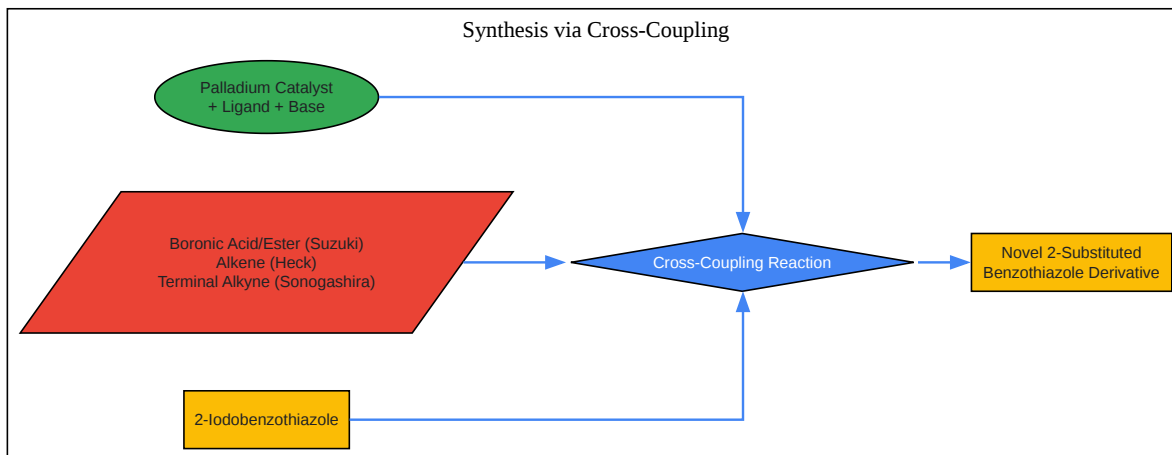 Synthesis via Cross-Coupling
Palladium Catalyst
+ Ligand + Base
Boronic Acid/Ester (Suzuki)
Alkene (Heck)
Terminal Alkyne (Sonogashira)
Cross-Coupling Reaction
Novel 2-Substituted
Benzothiazole Derivative
2-Iodobenzothiazole